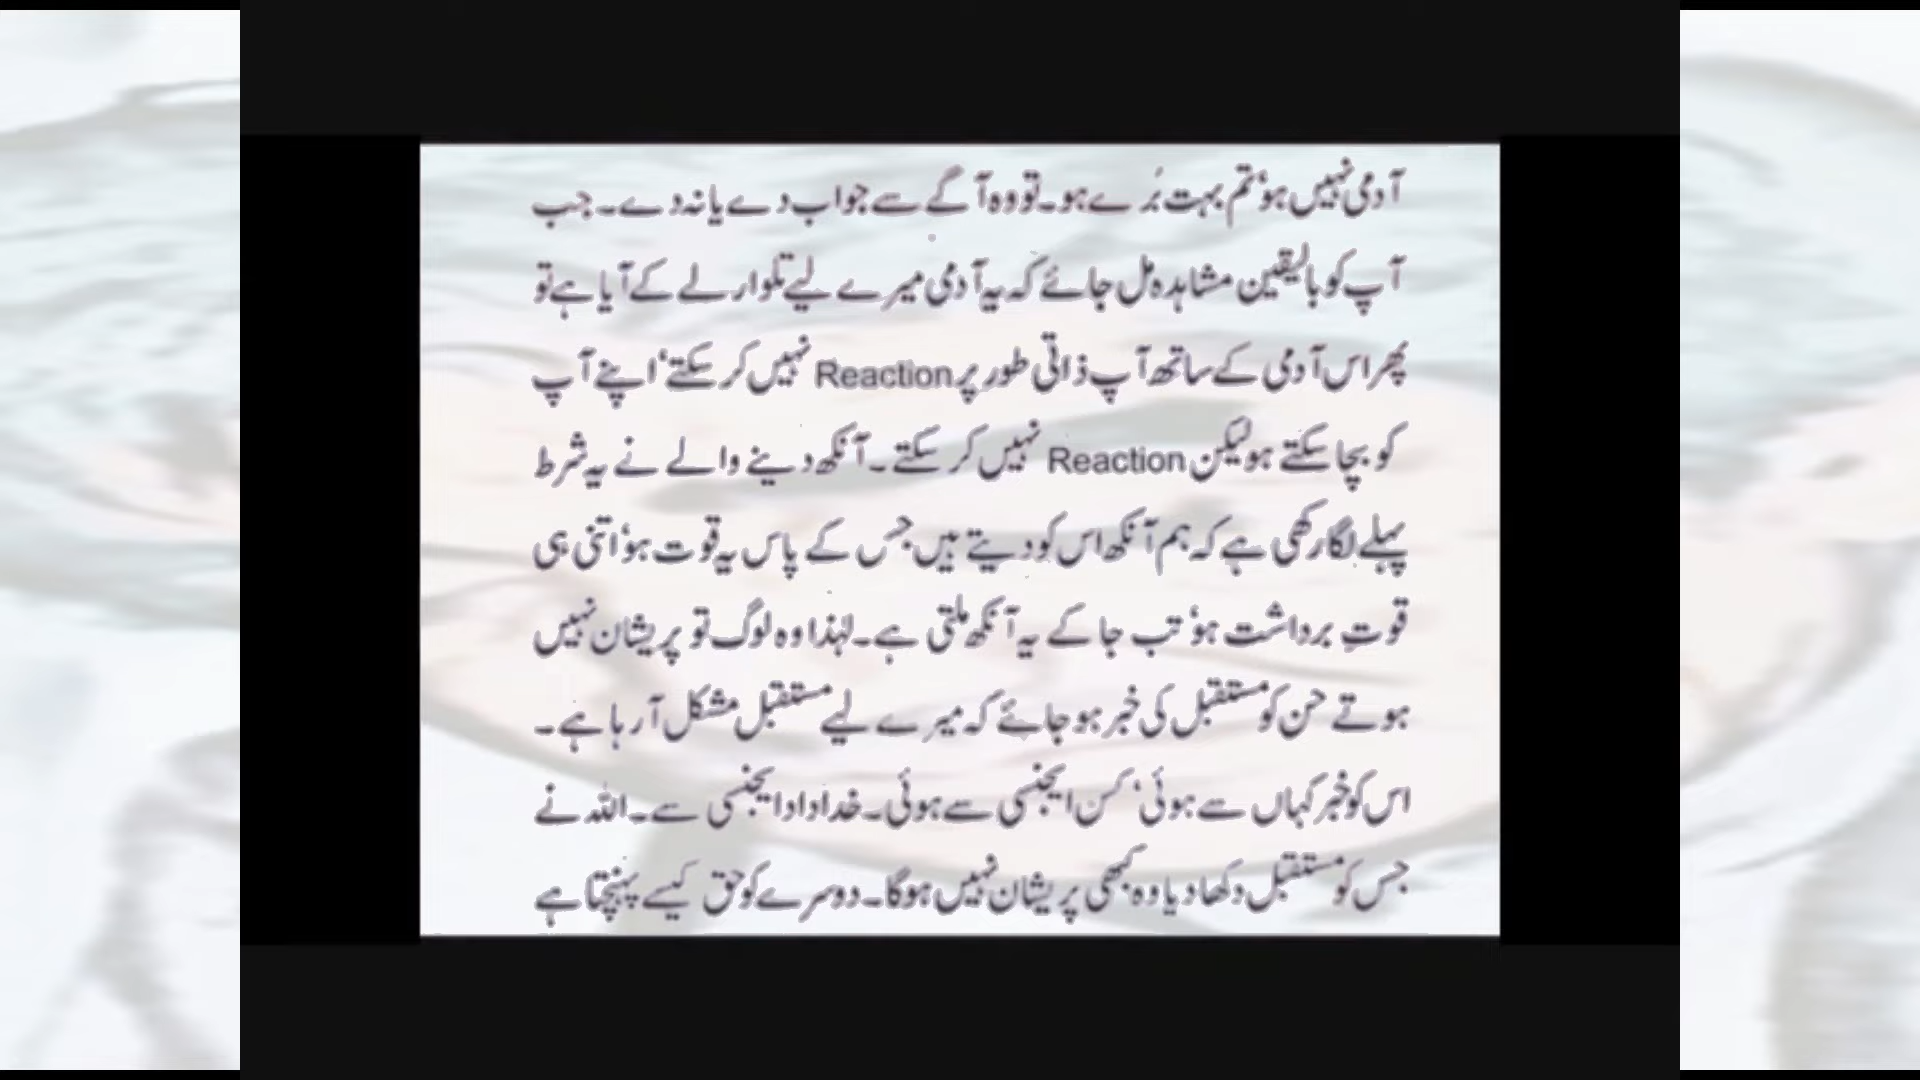 آدمی نہیں ہو‘ تم بہت بُرے ہو۔ تو وہ آگے سے جواب دے یا نہ دے۔ جب
آپ کو بالیقین مشاہدہ مل جائے کہ یہ آدمی میرے لیے تلوار لے کے آیا ہے تو
پھر اس آدمی کے ساتھ آپ ذاتی طور پر Reaction نہیں کر سکتے‘ اپنے آپ
کو بچا سکتے ہو لیکن Reaction نہیں کر سکتے۔ آنکھ دینے والے نے یہ شرط
پہلے لگا رکھی ہے کہ ہم آنکھ اس کو دیتے ہیں جس کے پاس یہ قوت ہو‘ اتنی ہی
قوتِ برداشت ہو‘ تب جا کے یہ آنکھ ملتی ہے۔ لہٰذا وہ لوگ تو پریشان نہیں
ہوتے جن کو مستقبل کی خبر ہو جائے کہ میرے لیے مستقبل مشکل آ رہا ہے۔
اس کو خبر کہاں سے ہوئی‘ کس ایجنسی سے ہوئی۔ خداداد ایجنسی سے۔ اللہ نے
جس کو مستقبل دکھا دیا وہ کبھی پریشان نہیں ہوگا۔ دوسرے کو حق کیسے پہنچتا ہے